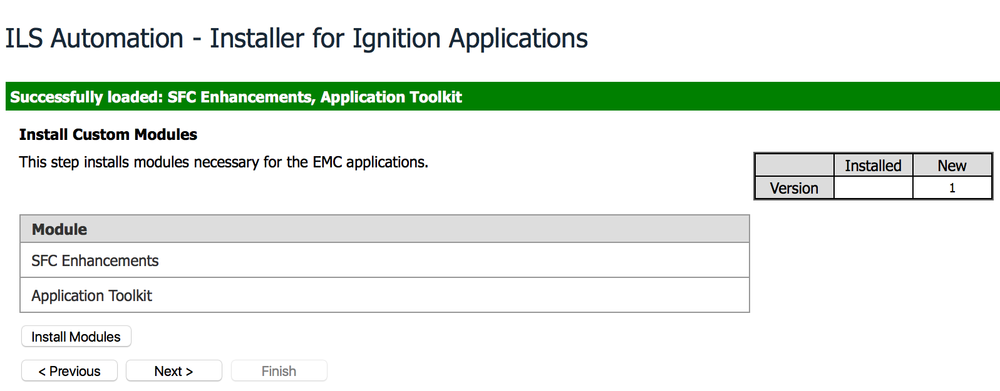 ILS Automation - Installer for Ignition Applications
Successfully loaded: SFC Enhancements, Application Toolkit
Install Custom Modules
This step installs modules necessary for the EMC applications.
Installed New
Version 1
Module
SFC Enhancements
Application Toolkit
Install Modules
< Previous Next > Finish